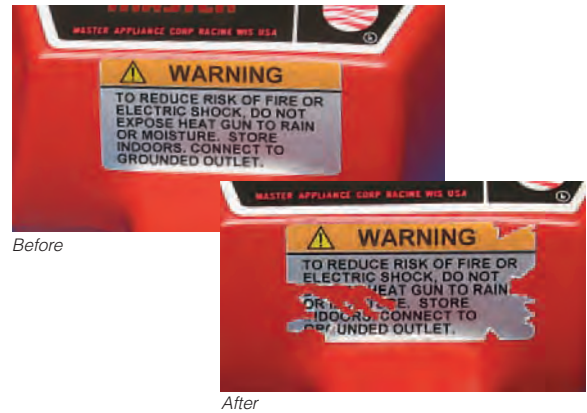 MASTER
MASTER APPLIANCE CORP RACINE WIS USA
WARNING
TO REDUCE RISK OF FIRE OR
ELECTRIC SHOCK, DO NOT
EXPOSE HEAT GUN TO RAIN
OR MOISTURE. STORE
INDOORS. CONNECT TO
GROUNDED OUTLET.
Before
MASTER APPLIANCE CORP RACINE WIS USA
WARNING
TO REDUCE RISK OF FIRE OR
ELECTRIC SHOCK, DO NOT
HEAT GUN TO RAIN
OR STORE
CONNECT TO
OUTLET.
After